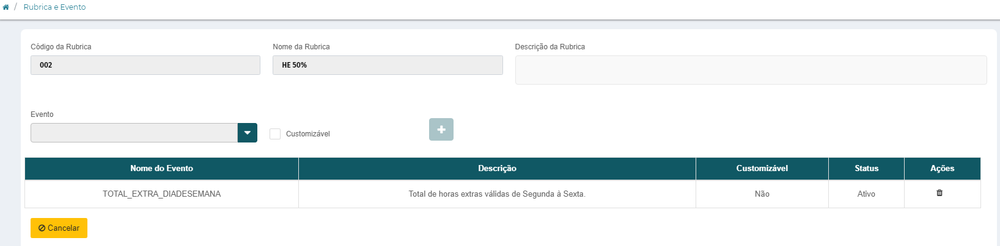 / Rubrica e Evento
Código da Rubrica Nome da Rubrica Descrição da Rubrica
002 HE 50%
Evento
Customizável
Nome do Evento Descrição Customizável Status Ações
TOTAL_EXTRA_DIADESEMANA Total de horas extras válidas de Segunda à Sexta. Não Ativo
Cancelar